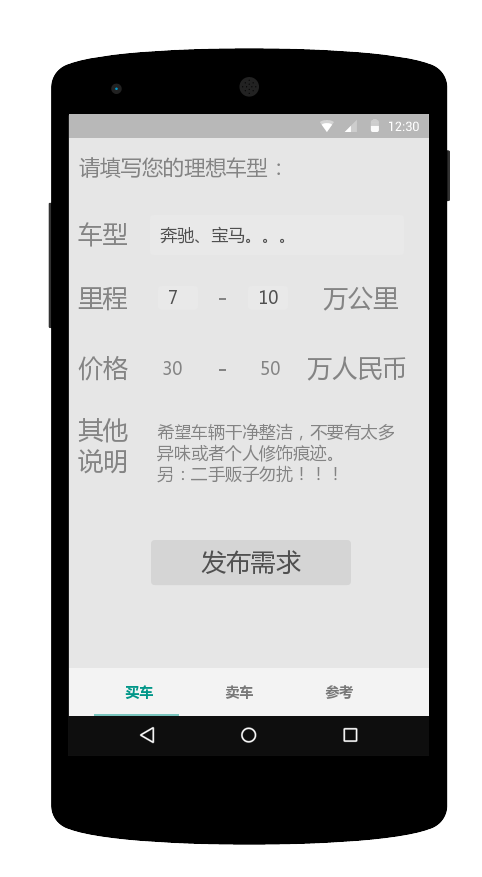 12:30
请填写您的理想车型：
车型 奔驰、宝马。。。
里程 7 - 10 万公里
价格 30 - 50 万人民币
其他
说明
希望车辆干净整洁，不要有太多
异味或者个人修饰痕迹。
另：二手贩子勿扰！！！
发布需求
买车 卖车 参考